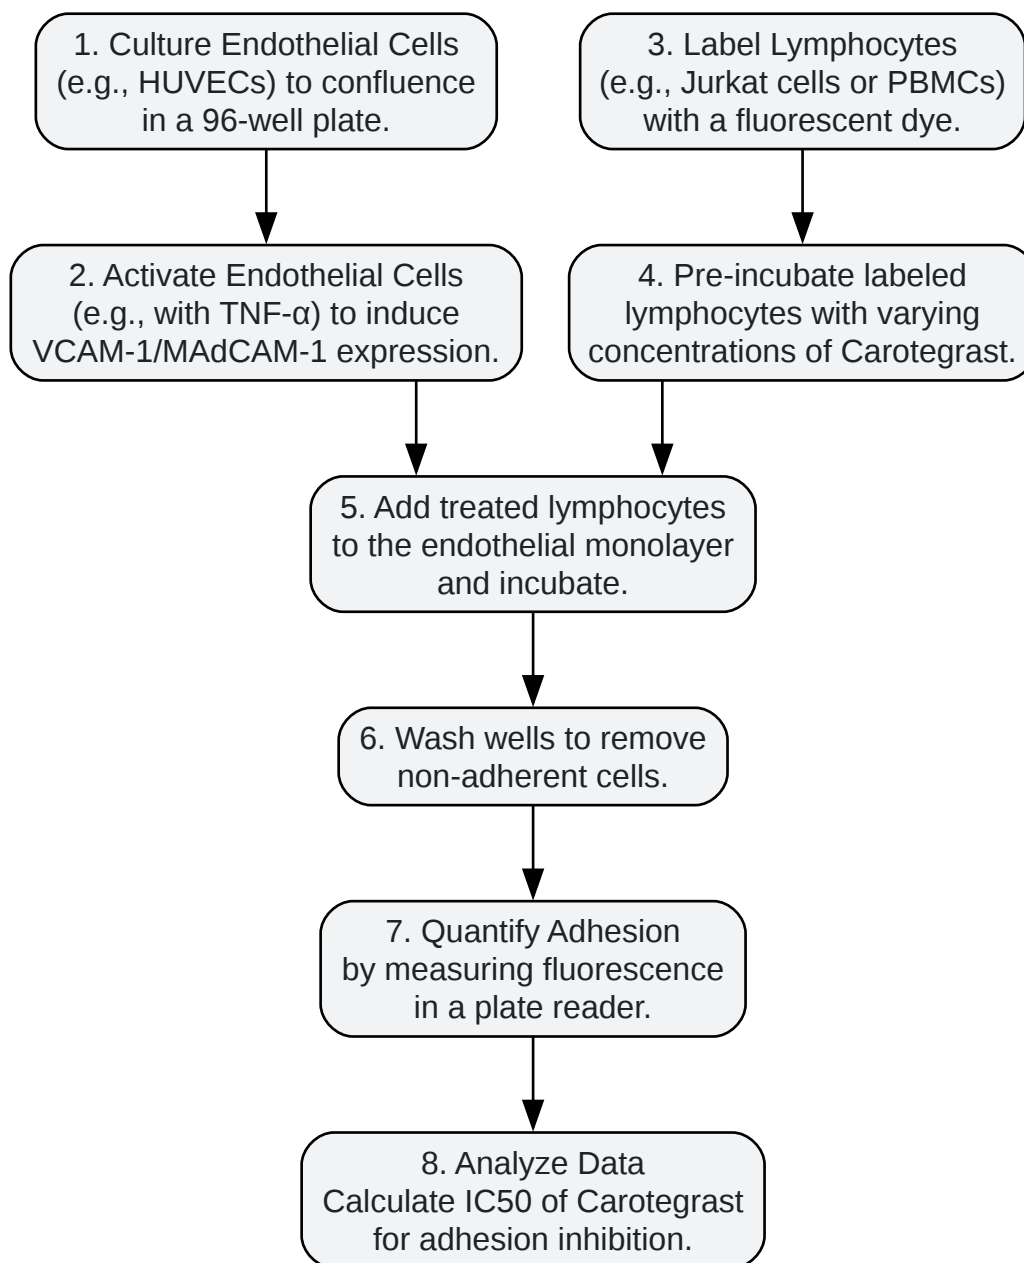 1. Culture Endothelial Cells
(e.g., HUVECs) to confluence
in a 96-well plate.
3. Label Lymphocytes
(e.g., Jurkat cells or PBMCs)
with a fluorescent dye.
2. Activate Endothelial Cells
(e.g., with TNF-α) to induce
VCAM-1/MAdCAM-1 expression.
4. Pre-incubate labeled
lymphocytes with varying
concentrations of Carotegrast.
5. Add treated lymphocytes
to the endothelial monolayer
and incubate.
6. Wash wells to remove
non-adherent cells.
7. Quantify Adhesion
by measuring fluorescence
in a plate reader.
8. Analyze Data
Calculate IC50 of Carotegrast
for adhesion inhibition.